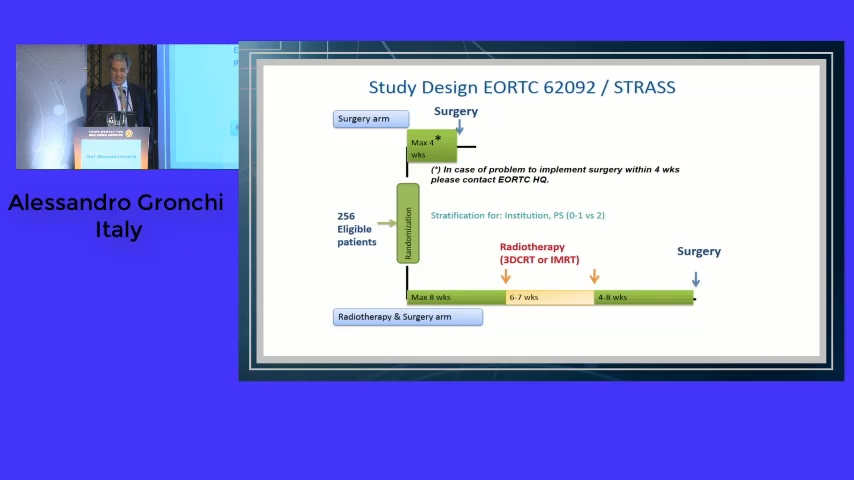 Alessandro Gronchi
Italy
Study Design EORTC 62092 / STRASS
Surgery arm
Surgery
Max 4 *
wks
(*) In case of problem to implement surgery within 4 wks
please contact EORTC HQ.
256
Eligible
patients
Randomization
Stratification for: Institution, PS (0-1 vs 2)
Radiotherapy
(3DCRT or IMRT)
Surgery
Max 8 wks
6-7 wks
4-8 wks
Radiotherapy & Surgery arm